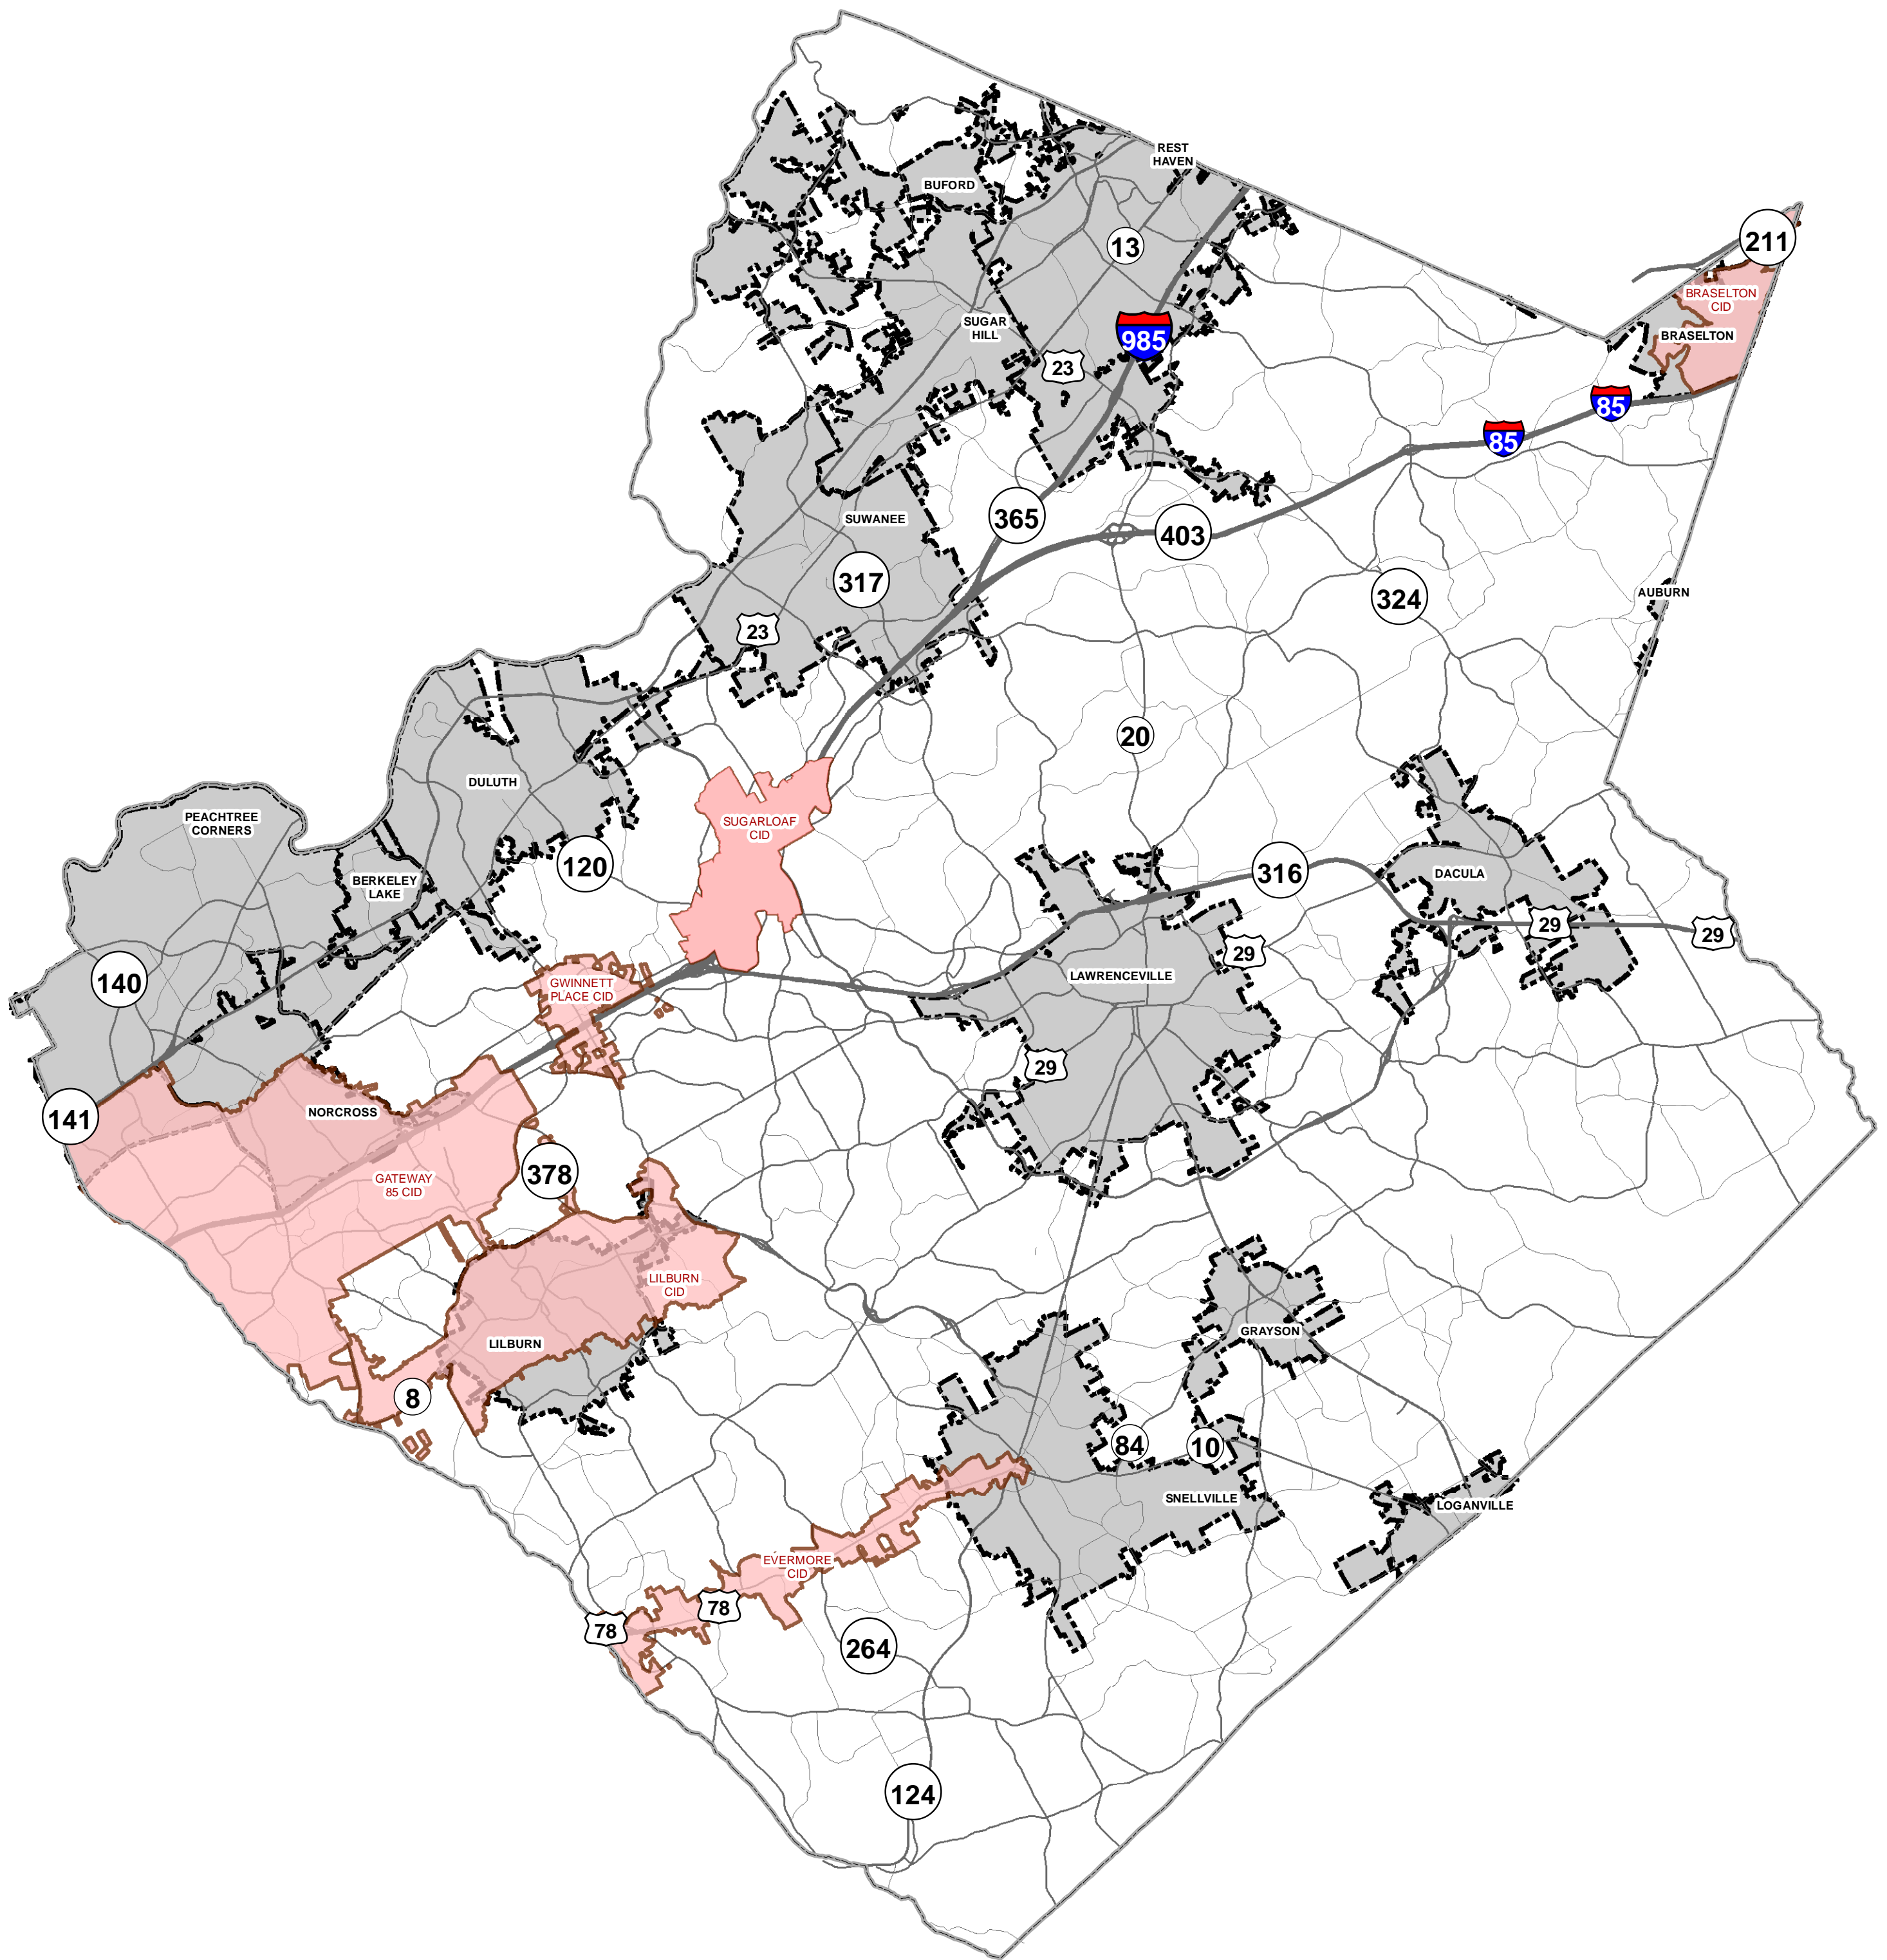 REST
HAVEN
BUFORD
211
13
BRASELTON
CID
SUGAR
HILL
985
BRASELTON
23
85
85
365
SUWANEE
403
317
324
AUBURN
23
20
DULUTH
PEACHTREE
CORNERS
SUGARLOAF
CID
120
316
DACULA
BERKELEY
LAKE
29
29
29
LAWRENCEVILLE
140
GWINNETT
PLACE CID
29
141
NORCROSS
378
GATEWAY
85 CID
LILBURN
CID
GRAYSON
LILBURN
8
84
10
SNELLVILLE
LOGANVILLE
EVERMORE
CID
78
78
264
124